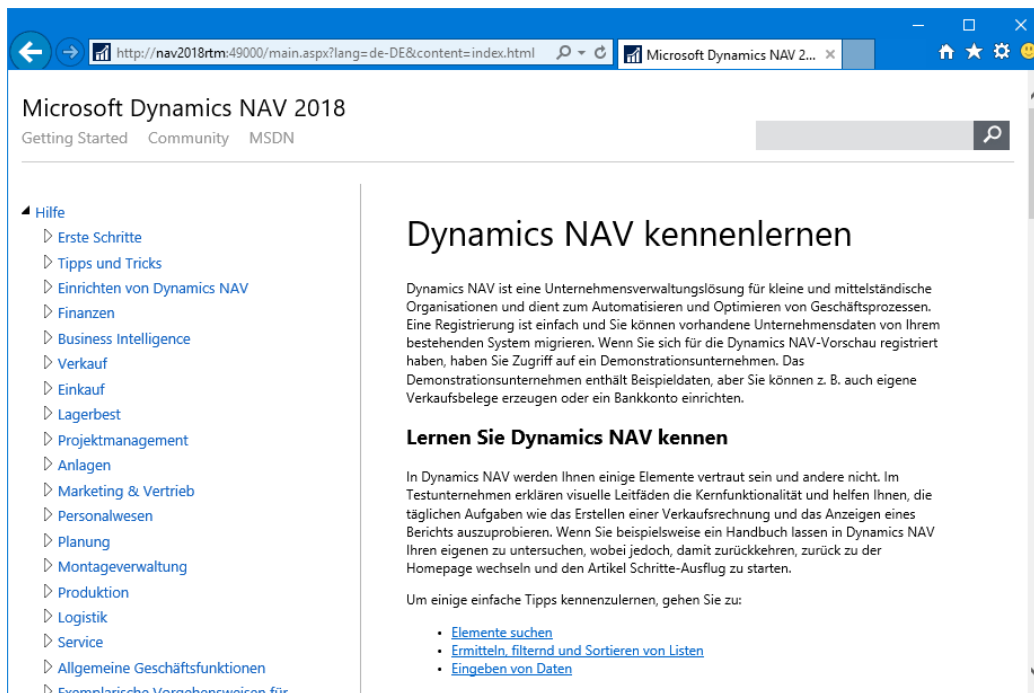 http://nav2018rtm:49000/main.aspx?lang=de-DE&content=index.html
Microsoft Dynamics NAV 2...
Microsoft Dynamics NAV 2018
Getting Started Community MSDN
Hilfe
Erste Schritte
Tipps und Tricks
Einrichten von Dynamics NAV
Finanzen
Business Intelligence
Verkauf
Einkauf
Lagerbest
Projektmanagement
Anlagen
Marketing & Vertrieb
Personalwesen
Planung
Montageverwaltung
Produktion
Logistik
Service
Allgemeine Geschäftsfunktionen
Exemplarische Vorgehensweisen für
Dynamics NAV kennenlernen
Dynamics NAV ist eine Unternehmensverwaltungslösung für kleine und mittelständische
Organisationen und dient zum Automatisieren und Optimieren von Geschäftsprozessen.
Eine Registrierung ist einfach und Sie können vorhandene Unternehmensdaten von Ihrem
bestehenden System migrieren. Wenn Sie sich für die Dynamics NAV-Vorschau registriert
haben, haben Sie Zugriff auf ein Demonstrationsunternehmen. Das
Demonstrationsunternehmen enthält Beispieldaten, aber Sie können z. B. auch eigene
Verkaufsbelege erzeugen oder ein Bankkonto einrichten.
Lernen Sie Dynamics NAV kennen
In Dynamics NAV werden Ihnen einige Elemente vertraut sein und andere nicht. Im
Testunternehmen erklären visuelle Leitfäden die Kernfunktionalität und helfen Ihnen, die
täglichen Aufgaben wie das Erstellen einer Verkaufsrechnung und das Anzeigen eines
Berichts auszuprobieren. Wenn Sie beispielsweise ein Handbuch lassen in Dynamics NAV
Ihren eigenen zu untersuchen, wobei jedoch, damit zurückkehren, zurück zu der
Homepage wechseln und den Artikel Schritte-Ausflug zu starten.
Um einige einfache Tipps kennenzulernen, gehen Sie zu:
• Elemente suchen
• Ermitteln, filternd und Sortieren von Listen
• Eingeben von Daten